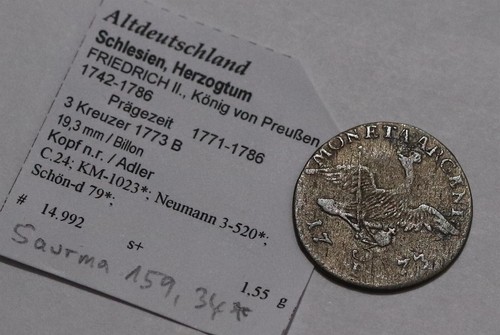 Altdeutschland
Schlesien, Herzogtum
FRIEDRICH II., König von Preußen
1742-1786
Prägezeit 1771-1786
3 Kreuzer 1773 B
19,3 mm / Billon
Kopf n.r. / Adler
C.24; KM-1023*; Neumann 3-520*;
Schön-d 79*;
# 14.992 s+ 1.55 g
Saurma 159, 34
MONETA ARGENT
17 73